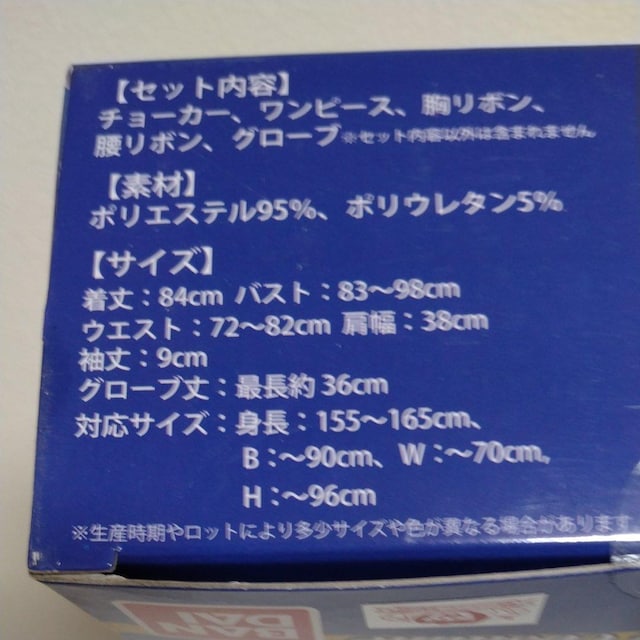 【セット内容】
チョーカー、ワンピース、胸リボン、
腰リボン、グローブ※セット内容以外は含まれません
【素材】
ポリエステル95%、ポリウレタン5%
【サイズ】
着丈：84cm バスト：83～98cm
ウエスト：72～82cm 肩幅：38cm
袖丈：9cm
グローブ丈：最長約36cm
対応サイズ：身長：155～165cm、
B：～90cm、W：～70cm,
H：～96cm
※生産時期やロットにより多少サイズや色が異なる場合があります
BAN
DAI